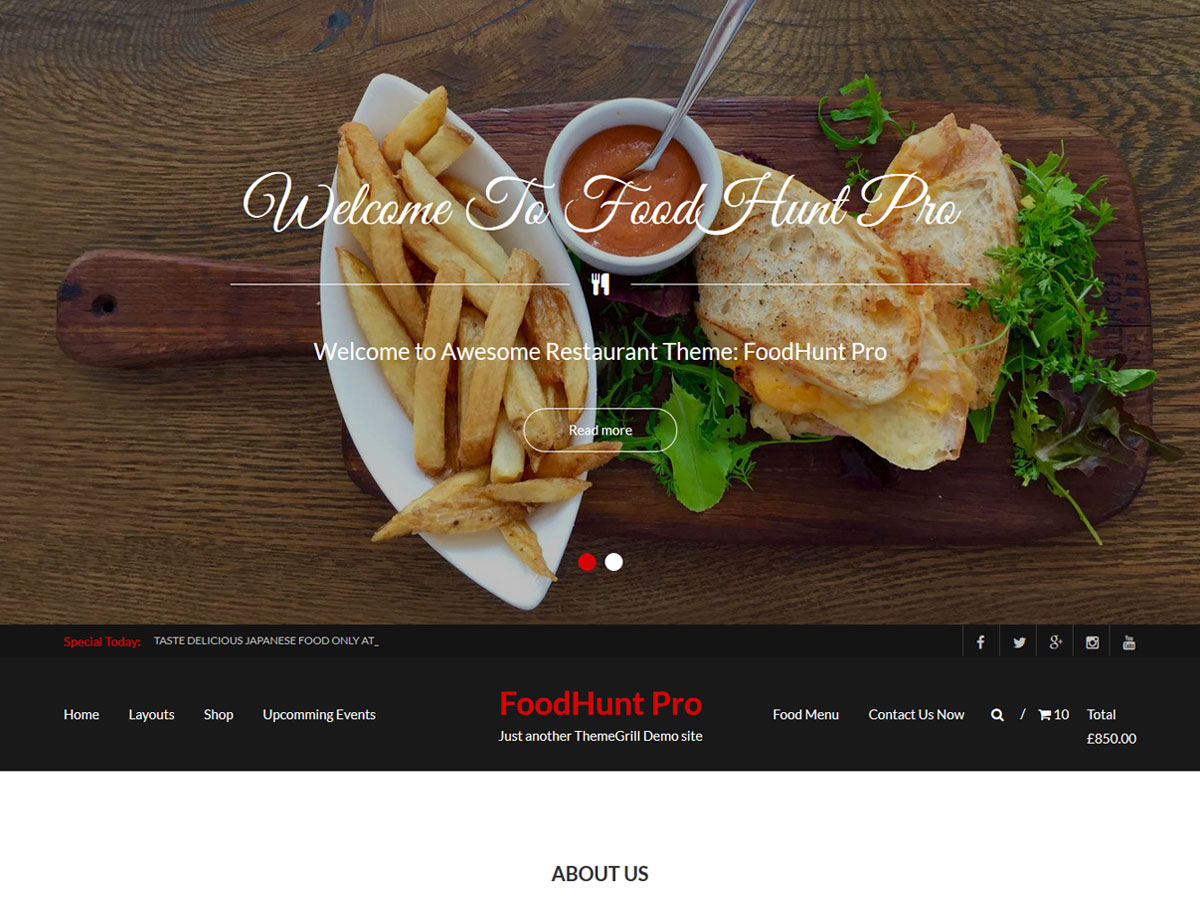 Welcome To FoodHunt Pro
Welcome to Awesome Restaurant Theme: FoodHunt Pro
Read more
Special Today: TASTE DELICIOUS JAPANESE FOOD ONLY AT_
Home Layouts Shop Upcomming Events
FoodHunt Pro
Just another ThemeGrill Demo site
Food Menu Contact Us Now / 10 Total
£850.00
ABOUT US